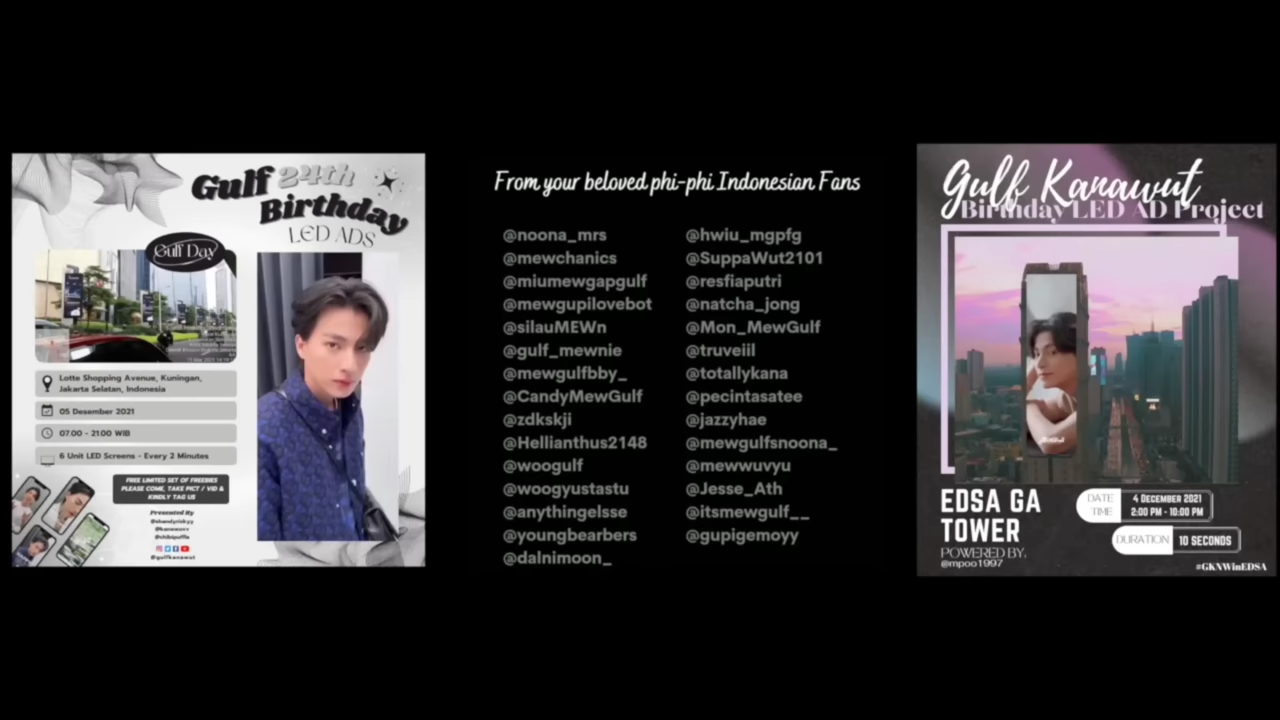 Gulf 24th
Birthday
LED ADS
Gulf Day
Lotte Shopping Avenue, Kuningan,
Jakarta Selatan, Indonesia
05 Desember 2021
07.00 - 21.00 WIB
6 Unit LED Screens - Every 2 Minutes
FREE LIMITED SET OF FREEBIES
PLEASE COME, TAKE PICT / VID &
KINDLY TAG US
Presented By
@gulfkanawut
From your beloved phi-phi Indonesian Fans
@noona_mrs
@mewchanics
@miumewgapgulf
@mewgupilovebot
@silauMEWn
@gulf_mewnie
@mewgulfbby_
@CandyMewGulf
@zdkskji
@Hellianthus2148
@woogulf
@woogyustastu
@anythingelsse
@youngbearbers
@dalnimoon_
@hwiu_mgpfg
@SuppaWut2101
@resfiaputri
@natcha_jong
@Mon_MewGulf
@truveiil
@totallykana
@pecintasatee
@jazzyhae
@mewgulfsnoona_
@mewwuvyu
@Jesse_Ath
@itsmewgulf__
@gupigemoyy
Gulf Kanawut
Birthday LED AD Project
EDSA GA
TOWER
POWERED BY,
@mpoo1997
DATE
TIME
4 December 2021
2:00 PM - 10:00 PM
DURATION
10 SECONDS
#GKNWinEDSA